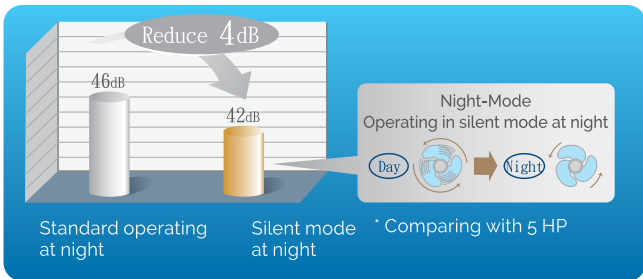 Reduce 4dB
46dB
42dB
Night-Mode
Operating in silent mode at night
Day
Night
Standard operating
at night
Silent mode
at night
* Comparing with 5 HP